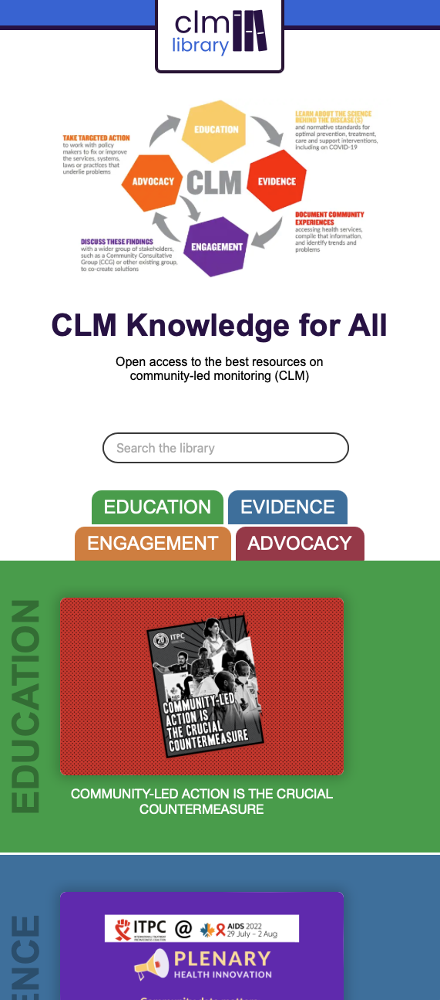 clm
library
EDUCATION
LEARN ABOUT THE SCIENCE
BEHIND THE DISEASE(S)
and normative standards for
optimal prevention, treatment,
care and support interventions,
including on COVID-19
TAKE TARGETED ACTION
to work with policy
makers to fix or improve
the services, systems,
laws or practices that
underlie problems
ADVOCACY
CLM
EVIDENCE
DOCUMENT COMMUNITY
EXPERIENCES
accessing health services,
compile that information,
and identify trends and
problems
DISCUSS THESE FINDINGS
with a wider group of stakeholders,
such as a Community Consultative
Group (CCG) or other existing group,
to co-create solutions
ENGAGEMENT
CLM Knowledge for All
Open access to the best resources on
community-led monitoring (CLM)
Search the library
EDUCATION
EVIDENCE
ENGAGEMENT
ADVOCACY
EDUCATION
20
ITPC
COMMUNITY-LED
ACTION IS
THE CRUCIAL
COUNTERMEASURE
COMMUNITY-LED ACTION IS THE CRUCIAL
COUNTERMEASURE
ENCE
ITPC
INTERNATIONAL TREATMENT
PREPAREDNESS COALITION
@
AIDS 2022
29 July – 2 Aug
PLENARY
HEALTH INNOVATION